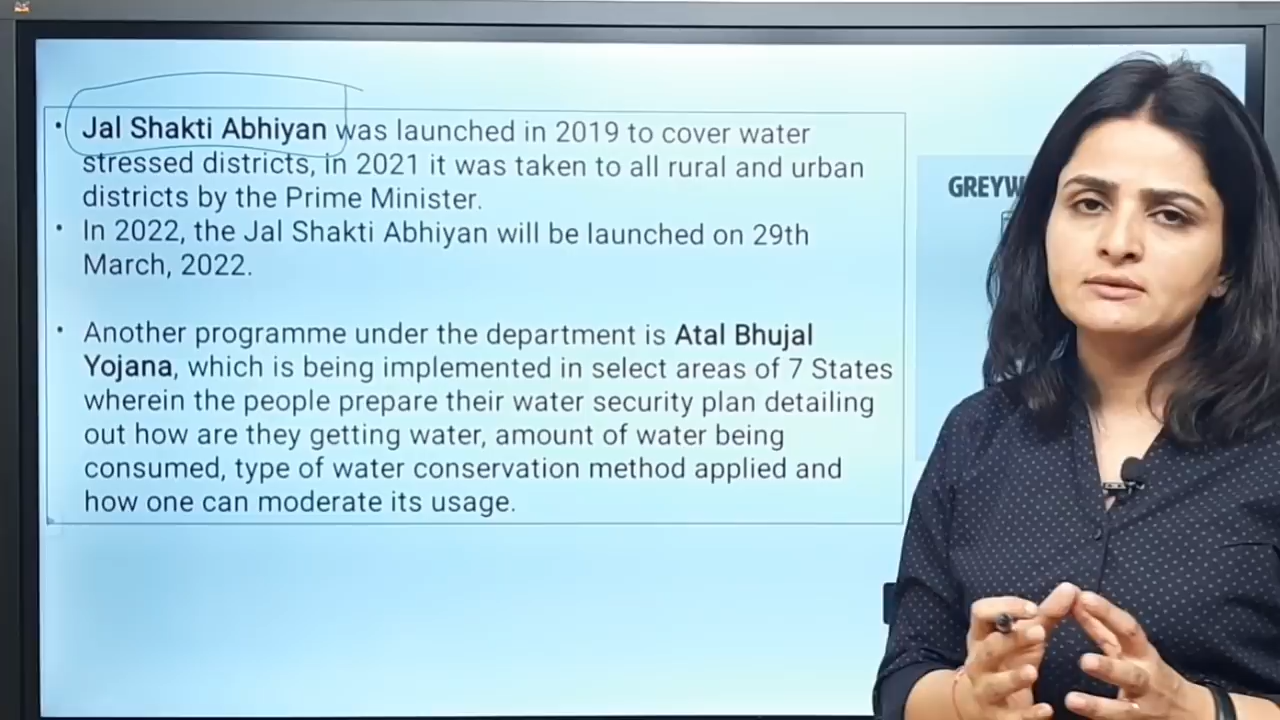 • Jal Shakti Abhiyan was launched in 2019 to cover water
stressed districts, in 2021 it was taken to all rural and urban
districts by the Prime Minister.
• In 2022, the Jal Shakti Abhiyan will be launched on 29th
March, 2022.
• Another programme under the department is Atal Bhujal
Yojana, which is being implemented in select areas of 7 States
wherein the people prepare their water security plan detailing
out how are they getting water, amount of water being
consumed, type of water conservation method applied and
how one can moderate its usage.
GREYW